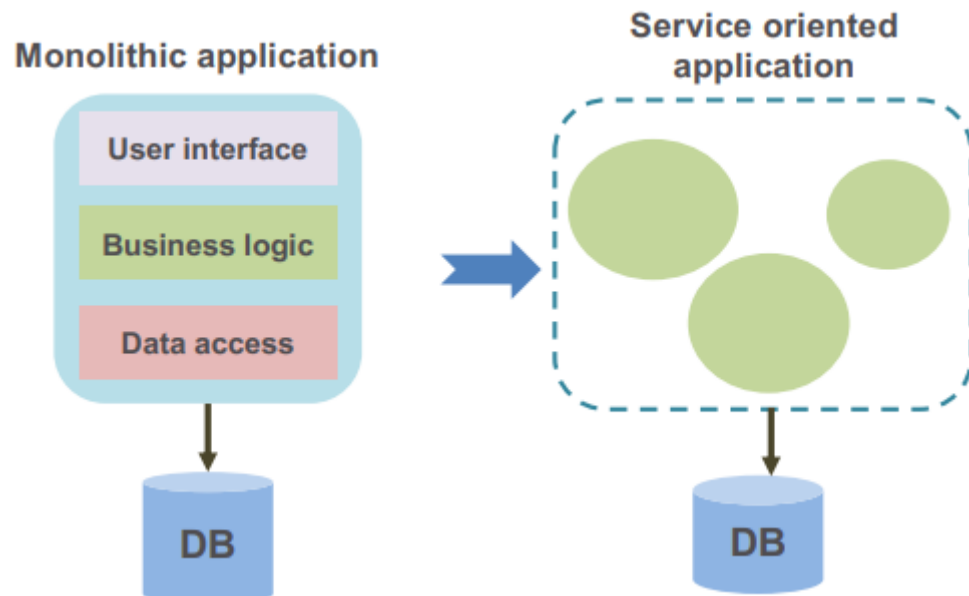 Monolithic application
User interface
Business logic
Data access
DB
Service oriented
application
DB